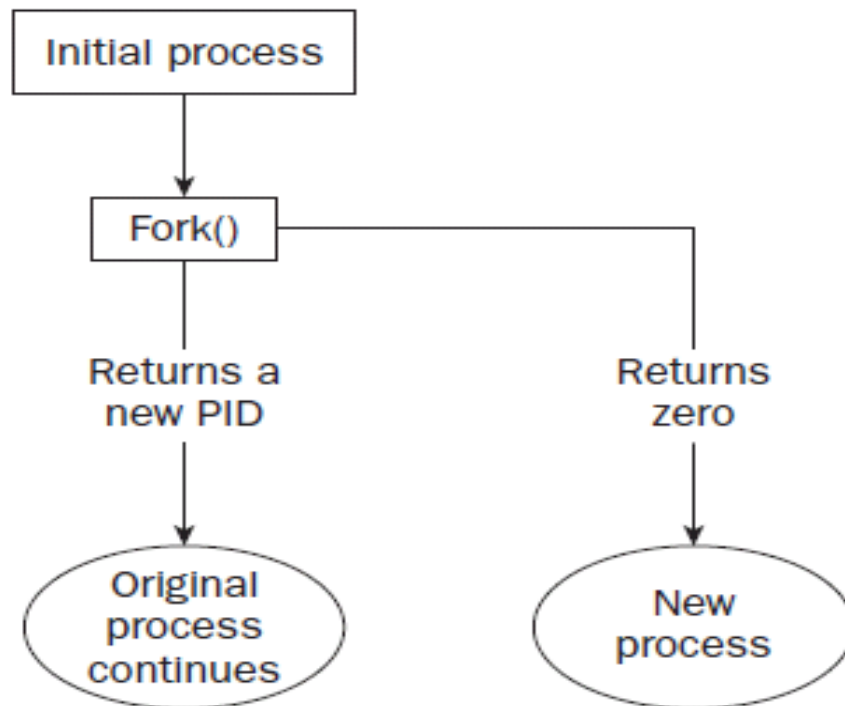 Initial process
Fork()
Returns a
new PID
Returns
zero
Original
process
continues
New
process